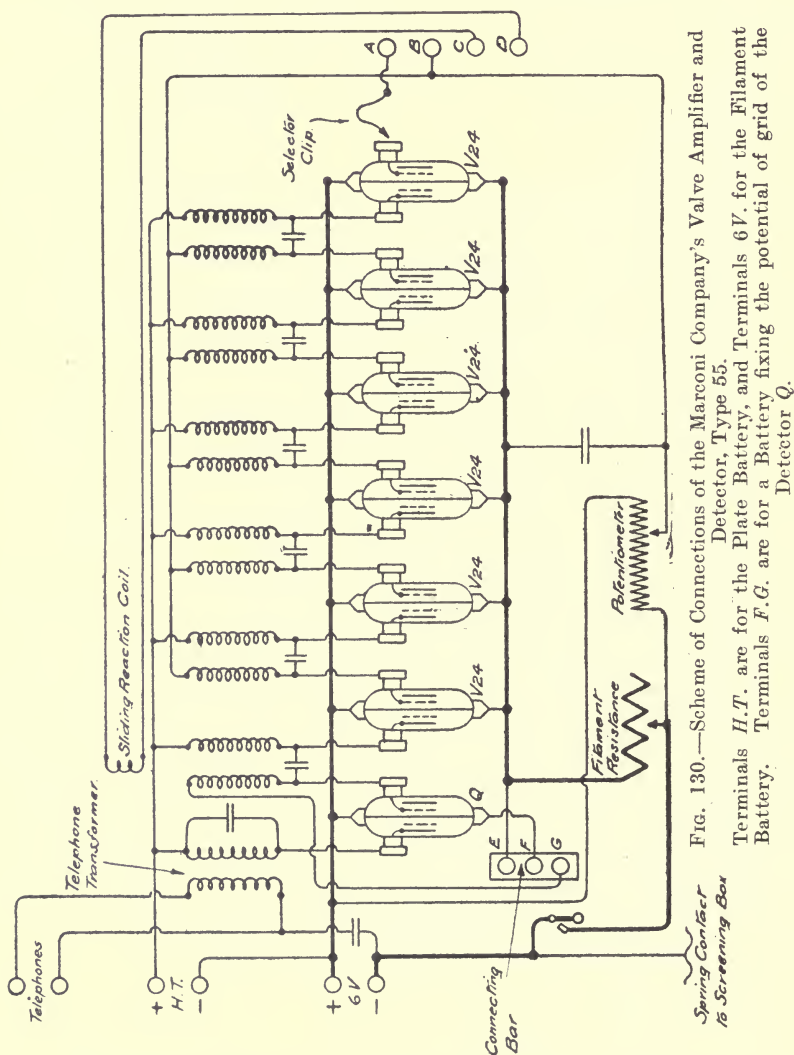 Telephones
+
H.T.
−
+
6V
−
Telephone
Transformer
Sliding Reaction Coil.
Selector
Clip.
A
B
C
D
V24
V24
V24
V24
V24
V24
Q
E
F
G
Connecting
Bar
Filament
Resistance
Potentiometer
Spring Contact
to Screening Box
FIG. 130.—Scheme of Connections of the Marconi Company's Valve Amplifier and
Detector, Type 55.
Terminals H.T. are for the Plate Battery, and Terminals 6V. for the Filament
Battery. Terminals F.G. are for a Battery fixing the potential of grid of the
Detector Q.